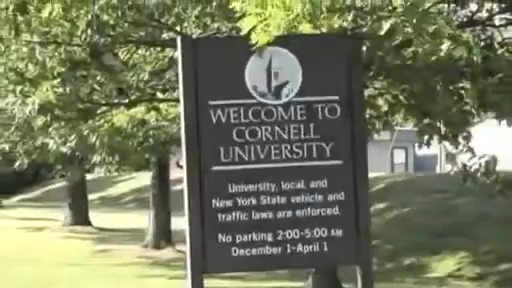 WELCOME TO
CORNELL
UNIVERSITY
University, local, and
New York State vehicle and
traffic laws are enforced.
No parking 2:00-5:00 AM
December 1-April 1